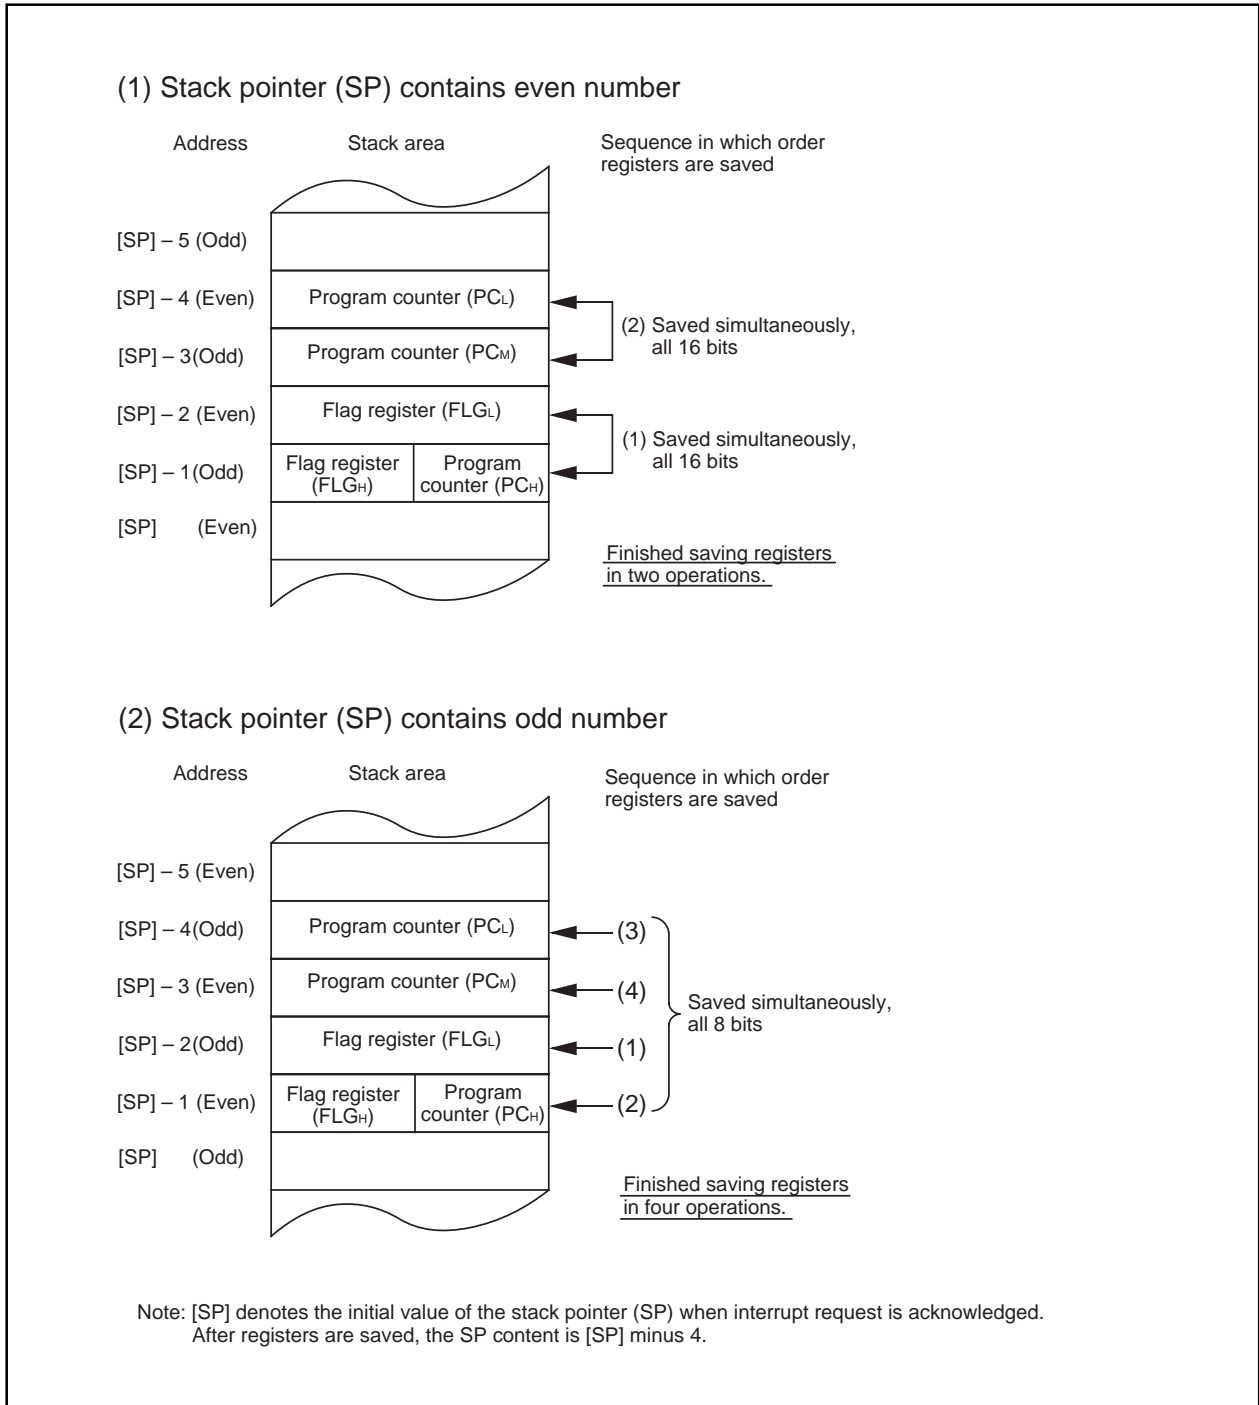 (1) Stack pointer (SP) contains even number
Address
Stack area
Sequence in which order
registers are saved
[SP] – 5 (Odd)
[SP] – 4 (Even)
Program counter (PCL)
[SP] – 3(Odd)
Program counter (PCM)
(2) Saved simultaneously,
all 16 bits
[SP] – 2 (Even)
Flag register (FLGL)
[SP] – 1(Odd)
Flag register
(FLGH)
Program
counter (PCH)
(1) Saved simultaneously,
all 16 bits
[SP] (Even)
Finished saving registers
in two operations.
(2) Stack pointer (SP) contains odd number
Address
Stack area
Sequence in which order
registers are saved
[SP] – 5 (Even)
[SP] – 4(Odd)
Program counter (PCL)
(3)
[SP] – 3 (Even)
Program counter (PCM)
(4)
[SP] – 2(Odd)
Flag register (FLGL)
(1)
[SP] – 1 (Even)
Flag register
(FLGH)
Program
counter (PCH)
(2)
Saved simultaneously,
all 8 bits
[SP] (Odd)
Finished saving registers
in four operations.
Note: [SP] denotes the initial value of the stack pointer (SP) when interrupt request is acknowledged.
After registers are saved, the SP content is [SP] minus 4.